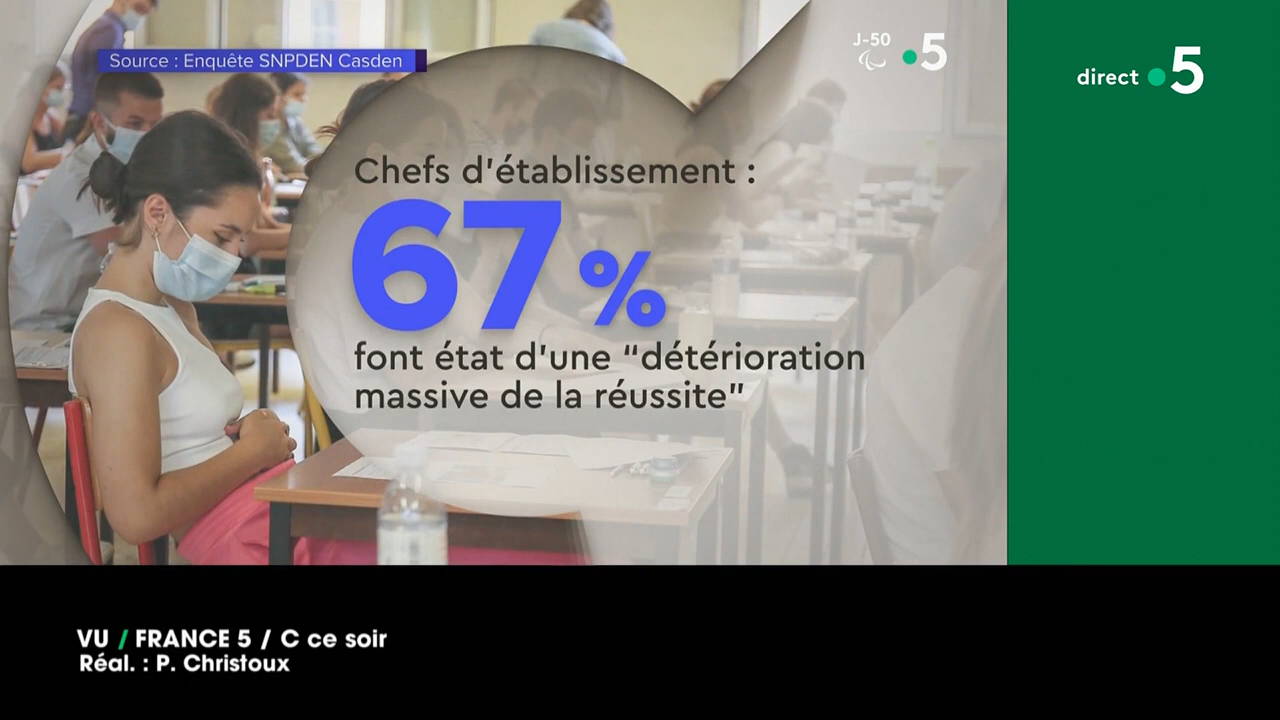 Source : Enquête SNPDEN Casden
J-50
5
direct 5
Chefs d'établissement :
67 %
font état d'une “détérioration
massive de la réussite”
VU / FRANCE 5 / C ce soir
Réal. : P. Christoux